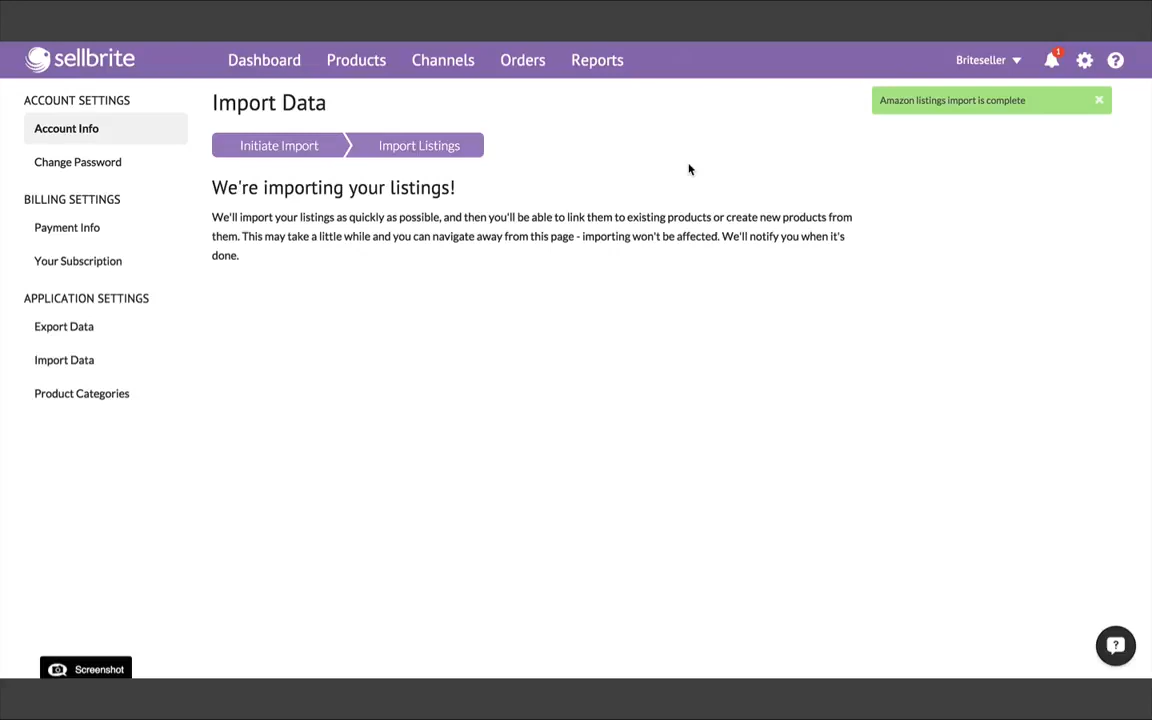 sellbrite
Dashboard Products Channels Orders Reports
Briteseller
1
ACCOUNT SETTINGS
Account Info
Change Password
BILLING SETTINGS
Payment Info
Your Subscription
APPLICATION SETTINGS
Export Data
Import Data
Product Categories
Import Data
Amazon listings import is complete
Initiate Import
Import Listings
We're importing your listings!
We'll import your listings as quickly as possible, and then you'll be able to link them to existing products or create new products from
them. This may take a little while and you can navigate away from this page - importing won't be affected. We'll notify you when it's
done.
Screenshot